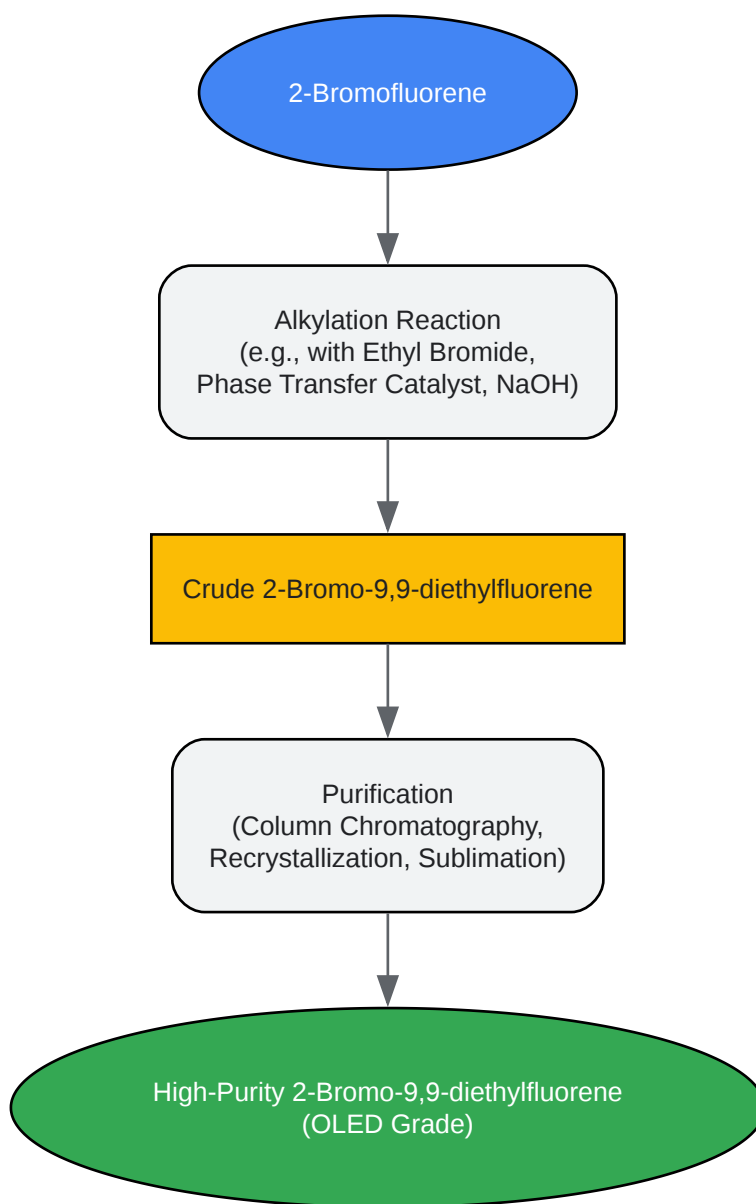 2-Bromofluorene
Alkylation Reaction
(e.g., with Ethyl Bromide,
Phase Transfer Catalyst, NaOH)
Crude 2-Bromo-9,9-diethylfluorene
Purification
(Column Chromatography,
Recrystallization, Sublimation)
High-Purity 2-Bromo-9,9-diethylfluorene
(OLED Grade)